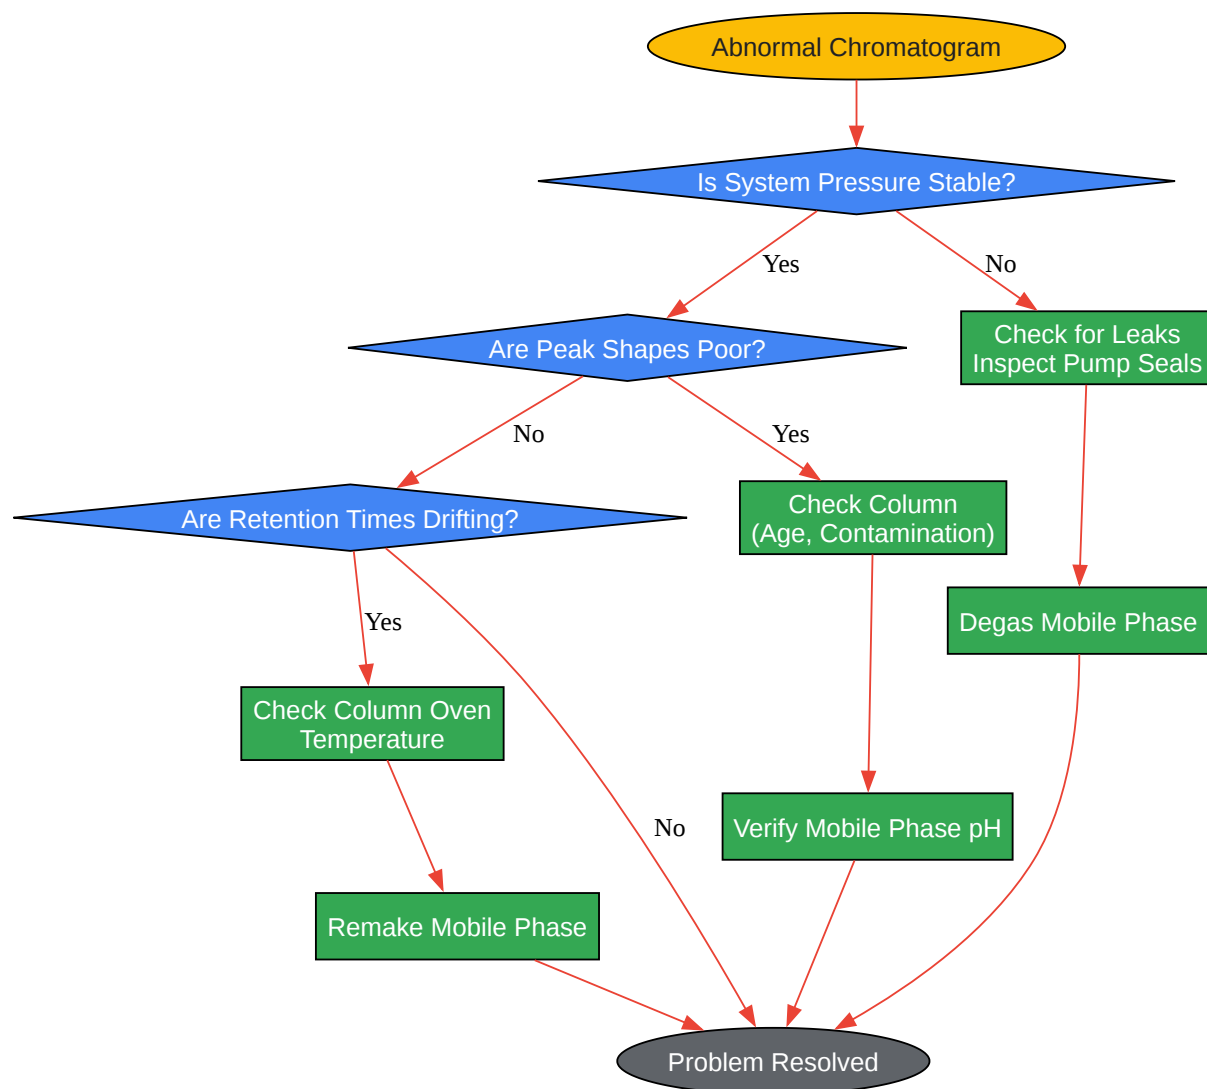 Abnormal Chromatogram
Is System Pressure Stable?
Yes
No
Check for Leaks
Inspect Pump Seals
Are Peak Shapes Poor?
No
Yes
Check Column
(Age, Contamination)
Are Retention Times Drifting?
Yes
Degas Mobile Phase
Check Column Oven
Temperature
No
Verify Mobile Phase pH
Remake Mobile Phase
Problem Resolved